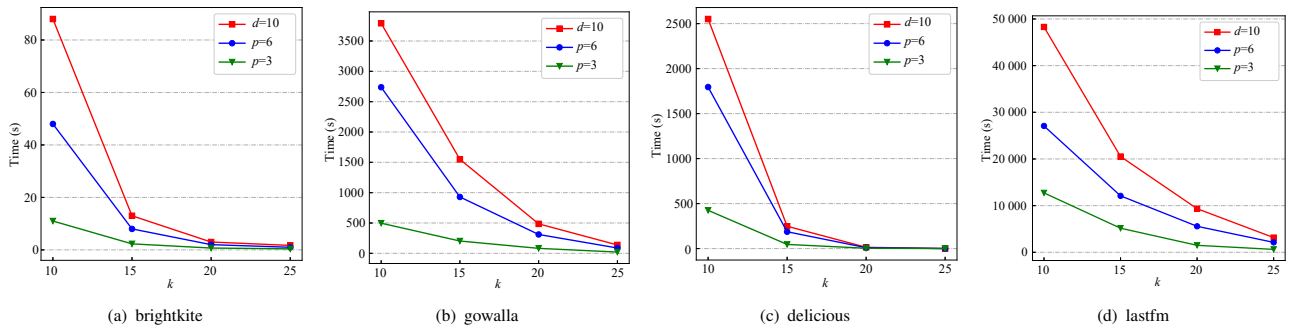 80
60
40
20
0
Time (s)
d=10
p=6
p=3
10 15 20 25
k
(a) brightkite
3500
3000
2500
2000
1500
1000
500
0
Time (s)
d=10
p=6
p=3
10 15 20 25
k
(b) gowalla
2500
2000
1500
1000
500
0
Time (s)
d=10
p=6
p=3
10 15 20 25
k
(c) delicious
50 000
40 000
30 000
20 000
10 000
0
Time (s)
d=10
p=6
p=3
10 15 20 25
k
(d) lastfm